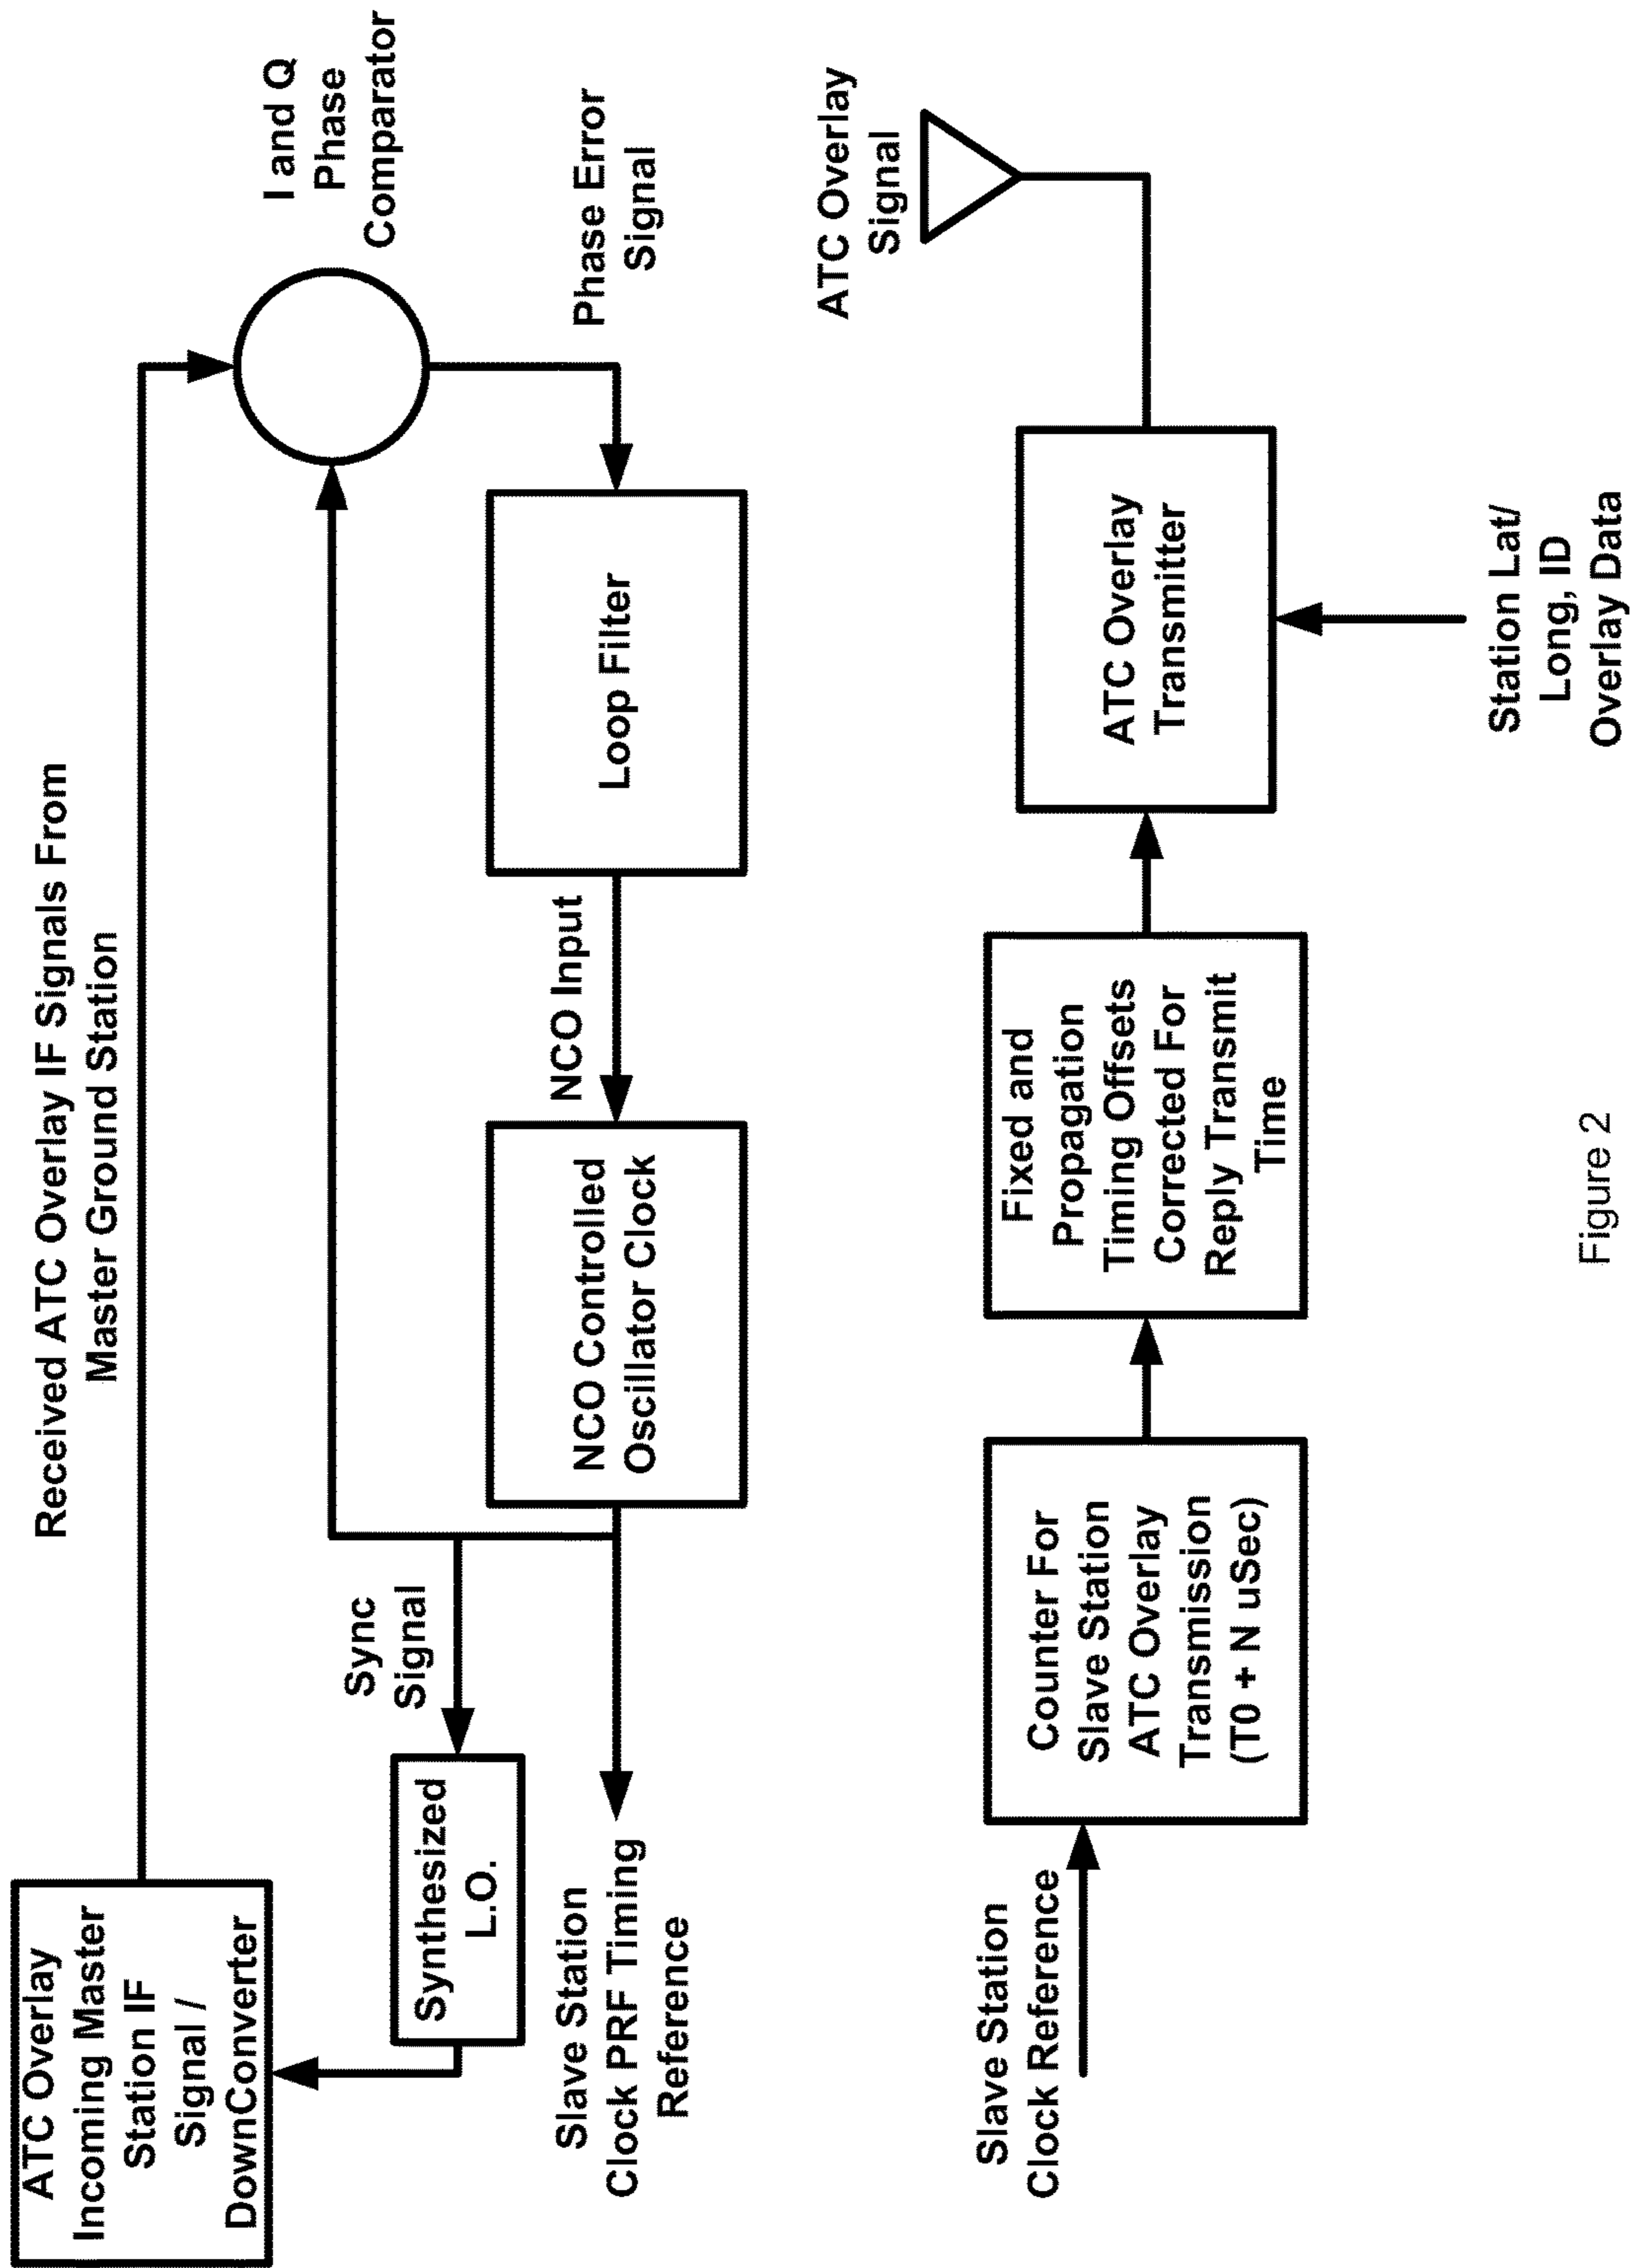 ATC Overlay
Incoming Master
Station IF
Signal /
DownConverter
Received ATC Overlay IF Signals From
Master Ground Station
I and Q
Phase
Comparator
Synthesized
L.O.
Sync
Signal
Slave Station
Clock PRF Timing
Reference
NCO Controlled
Oscillator Clock
NCO Input
Loop Filter
Phase Error
Signal
Slave Station
Clock Reference
Counter For
Slave Station
ATC Overlay
Transmission
(T0 + N uSec)
Fixed and
Propagation
Timing Offsets
Corrected For
Reply Transmit
Time
ATC Overlay
Transmitter
ATC Overlay
Signal
Station Lat/
Long, ID
Overlay Data
Figure 2